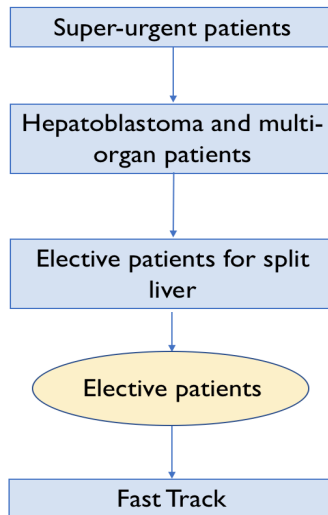 Super-urgent patients
Hepatoblastoma and multi-
organ patients
Elective patients for split
liver
Elective patients
Fast Track